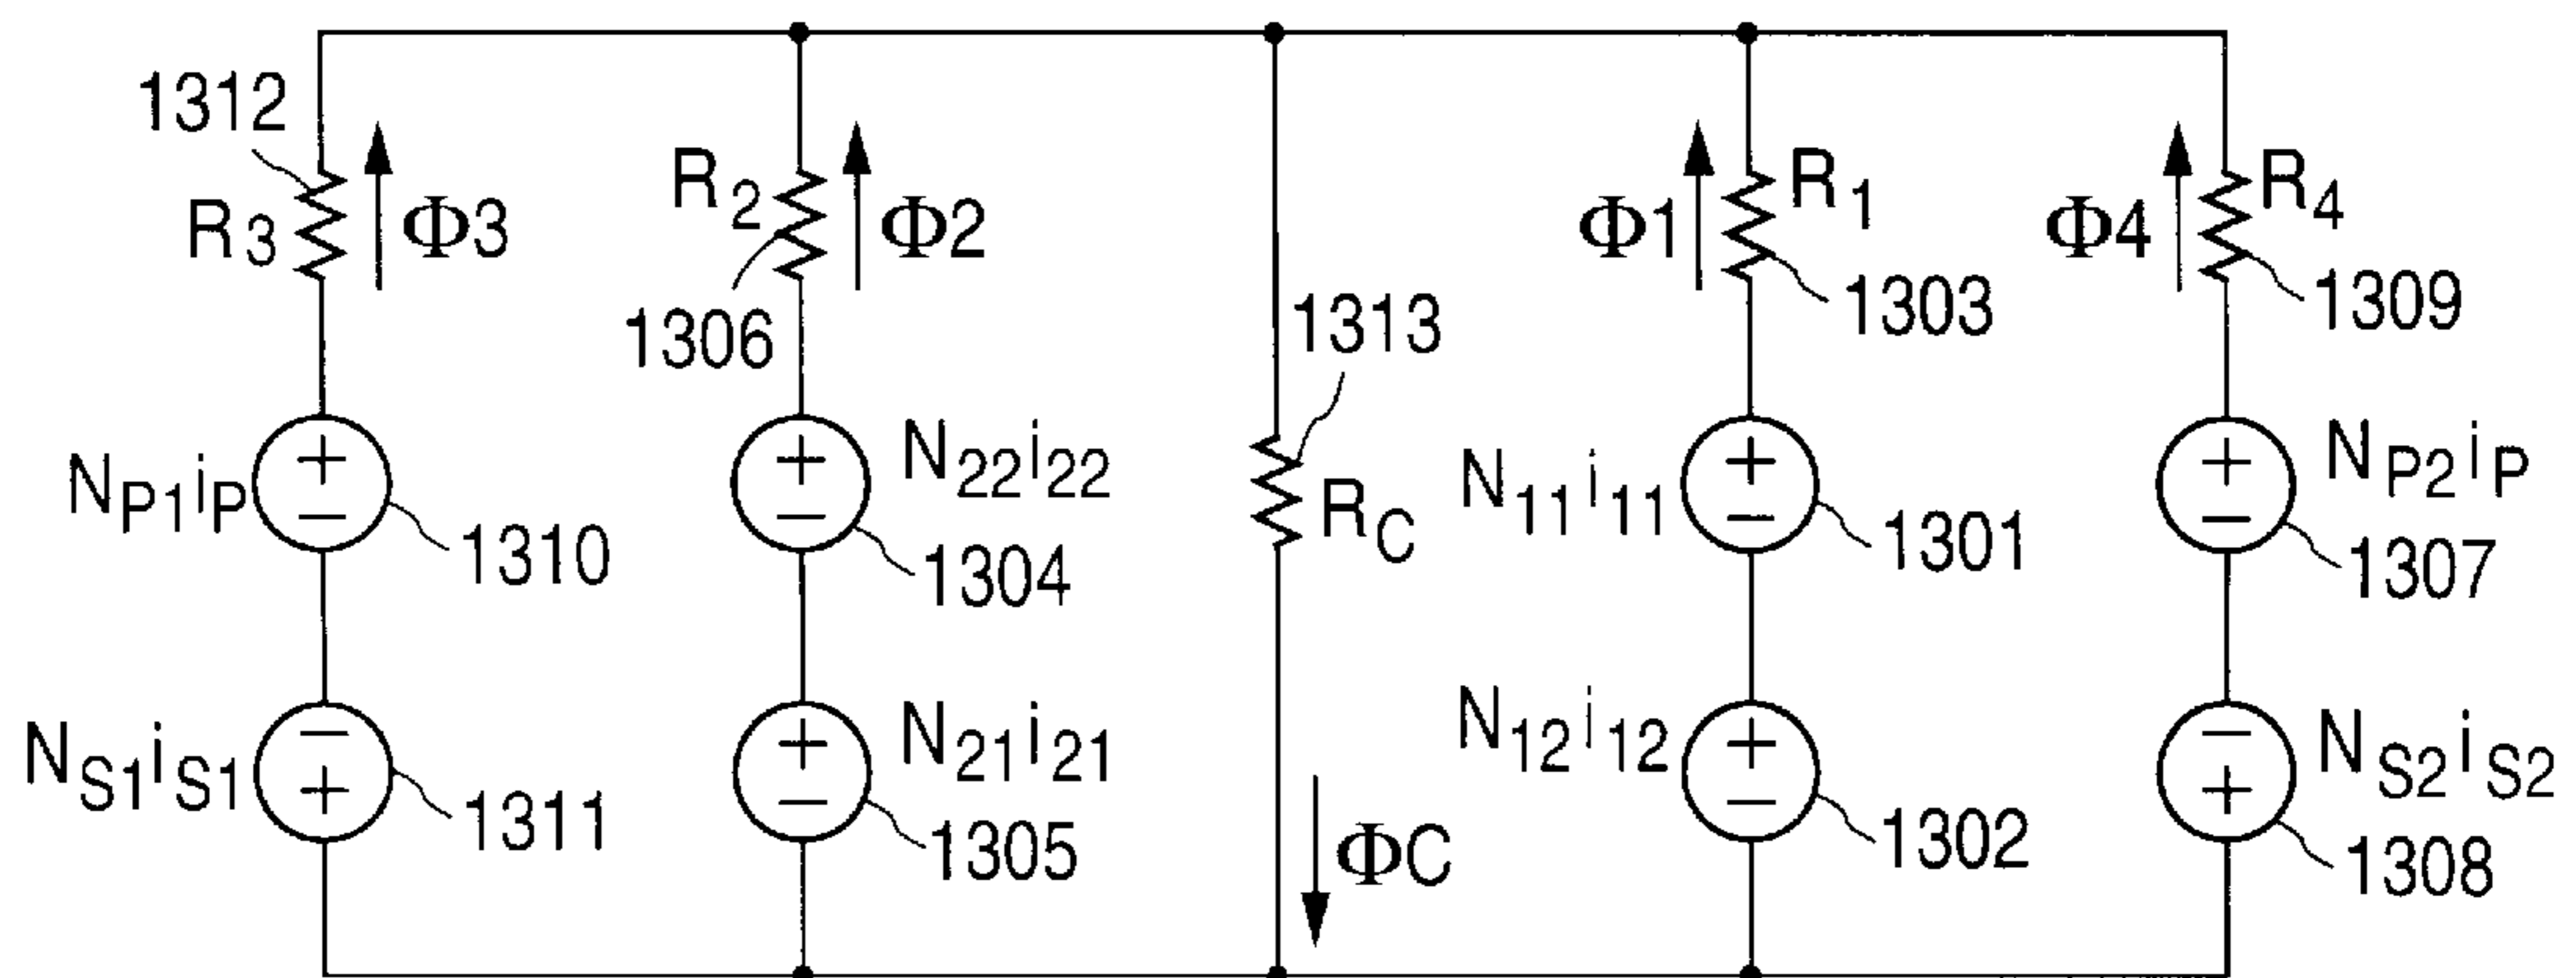 1312
R3
Φ3
R2
Φ2
1306
Φ1
R1
1303
Φ4
R4
1309
1313
RC
NP1iP
1310
N22i22
1304
N11i11
1301
NP2iP
1307
NS1iS1
1311
N21i21
1305
ΦC
N12i12
1302
NS2iS2
1308